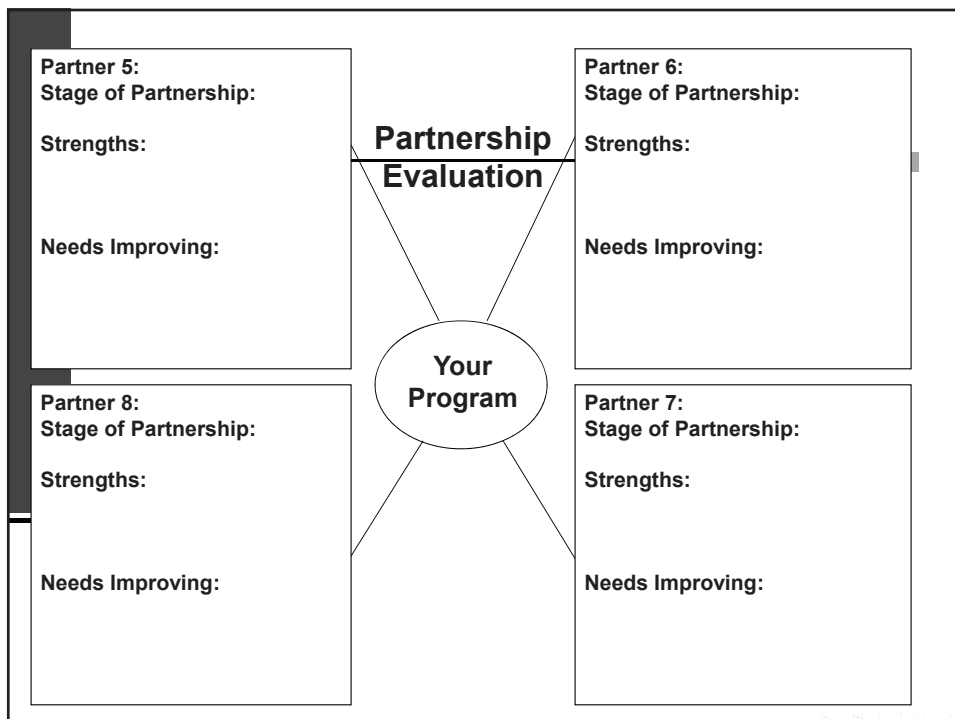 Partner 5:
Stage of Partnership:
Strengths:
Needs Improving:
Partnership
Evaluation
Partner 6:
Stage of Partnership:
Strengths:
Needs Improving:
Your
Program
Partner 8:
Stage of Partnership:
Strengths:
Needs Improving:
Partner 7:
Stage of Partnership:
Strengths:
Needs Improving: